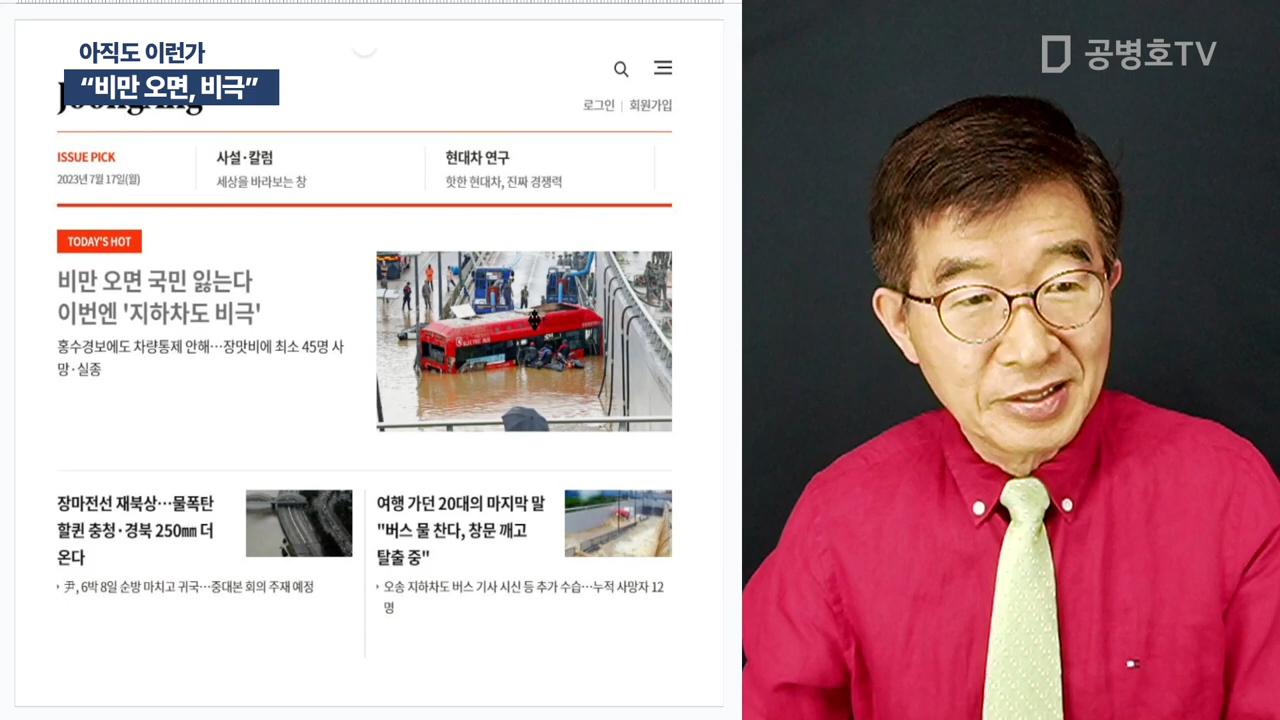 아직도 이런가
“비만 오면, 비극”
공병호TV
로그인 | 회원가입
ISSUE PICK
2023년 7월 17일(월)
사설·칼럼
세상을 바라보는 창
현대차 연구
핫한 현대차, 진짜 경쟁력
TODAY'S HOT
비만 오면 국민 잃는다
이번엔 '지하차도 비극'
홍수경보에도 차량통제 안해…장맛비에 최소 45명 사
망·실종
장마전선 재북상…물폭탄
할퀸 충청·경북 250㎜ 더
온다
尹, 6박 8일 순방 마치고 귀국…중대본 회의 주재 예정
여행 가던 20대의 마지막 말
"버스 물 찬다, 창문 깨고
탈출 중"
오송 지하차도 버스 기사 시신 등 추가 수습…누적 사망자 12
명